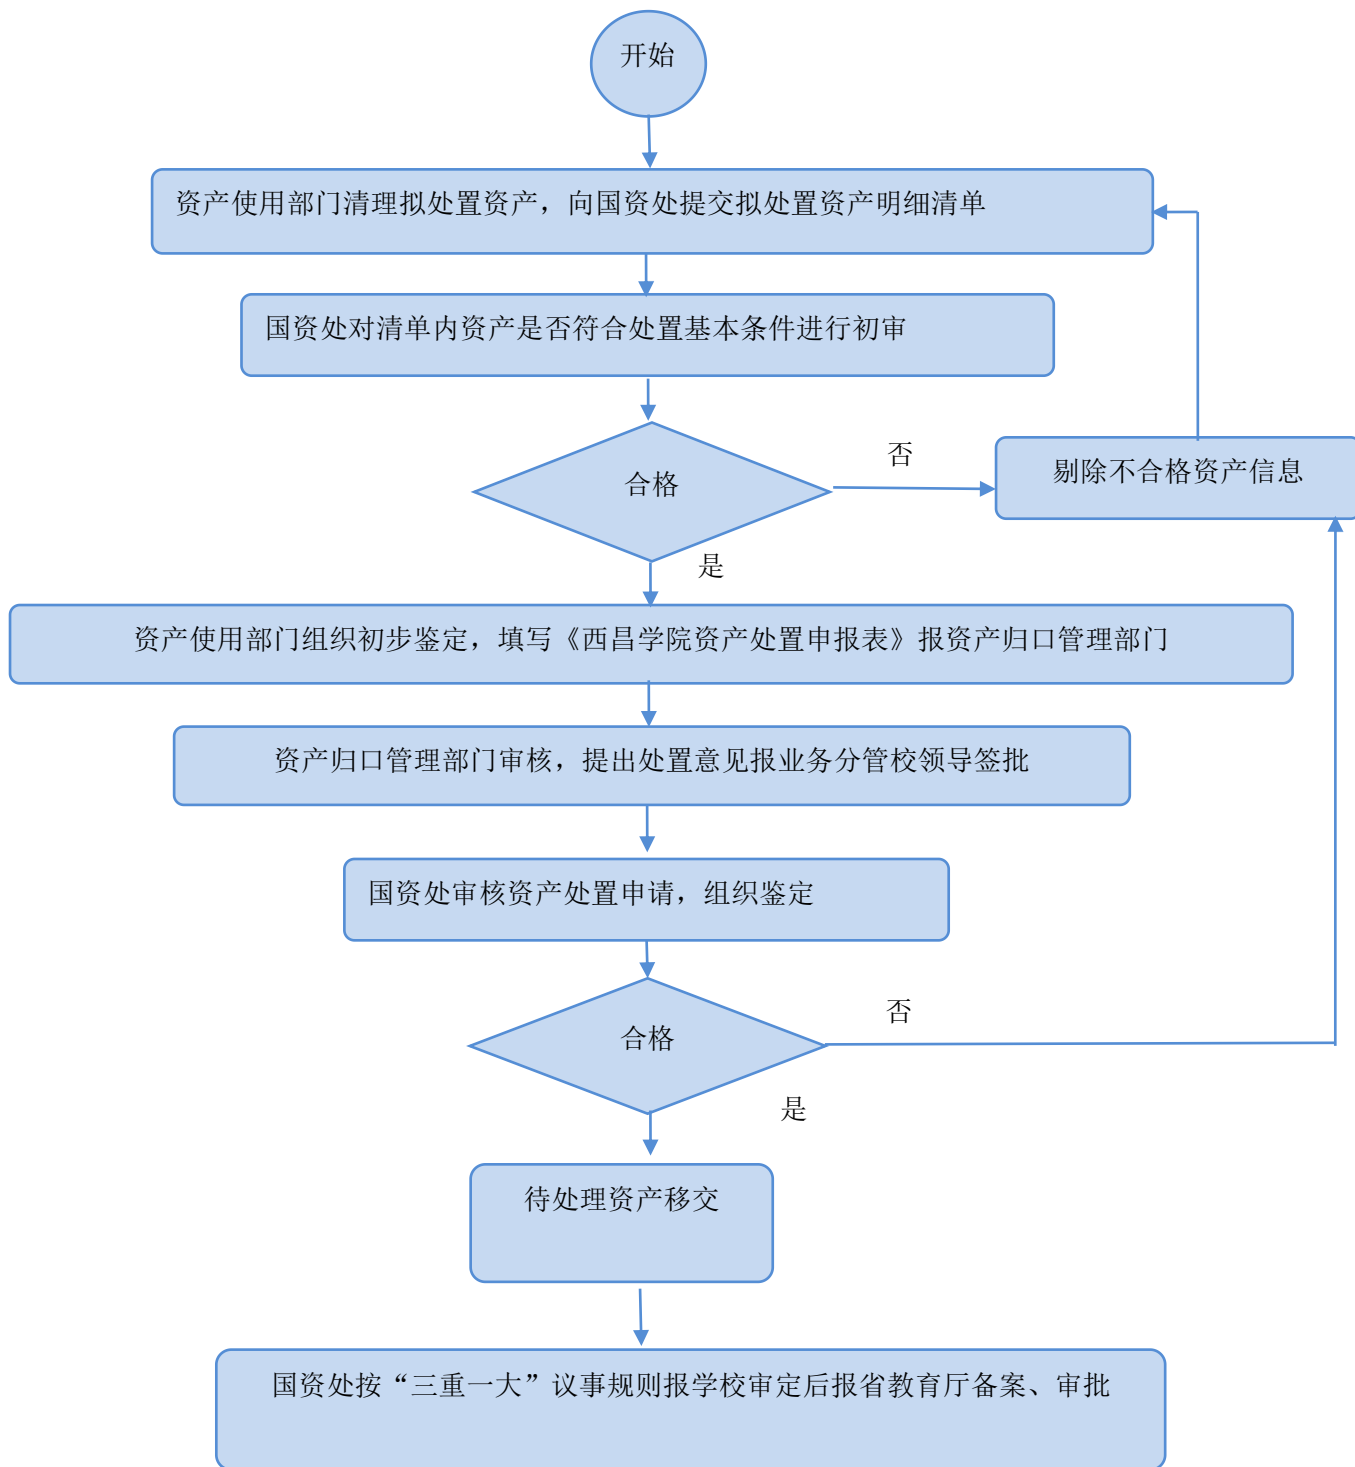 开始
资产使用部门清理拟处置资产，向国资处提交拟处置资产明细清单
国资处对清单内资产是否符合处置基本条件进行初审
合格
否
剔除不合格资产信息
是
资产使用部门组织初步鉴定，填写《西昌学院资产处置申报表》报资产归口管理部门
资产归口管理部门审核，提出处置意见报业务分管校领导签批
国资处审核资产处置申请，组织鉴定
合格
否
是
待处理资产移交
国资处按“三重一大”议事规则报学校审定后报省教育厅备案、审批